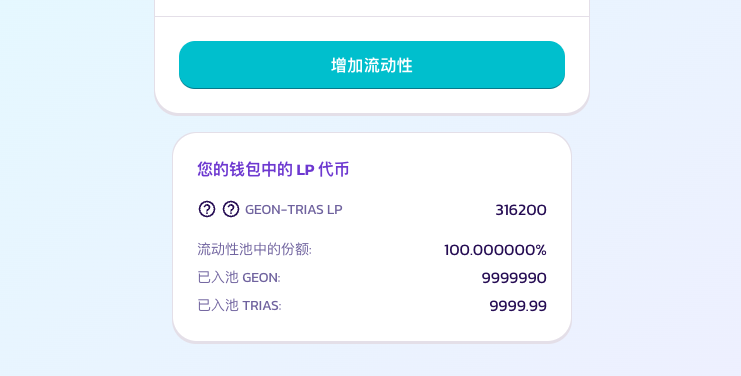 增加流动性
您的钱包中的 LP 代币
GEON-TRIAS LP 316200
流动性池中的份额: 100.000000%
已入池 GEON: 9999990
已入池 TRIAS: 9999.99